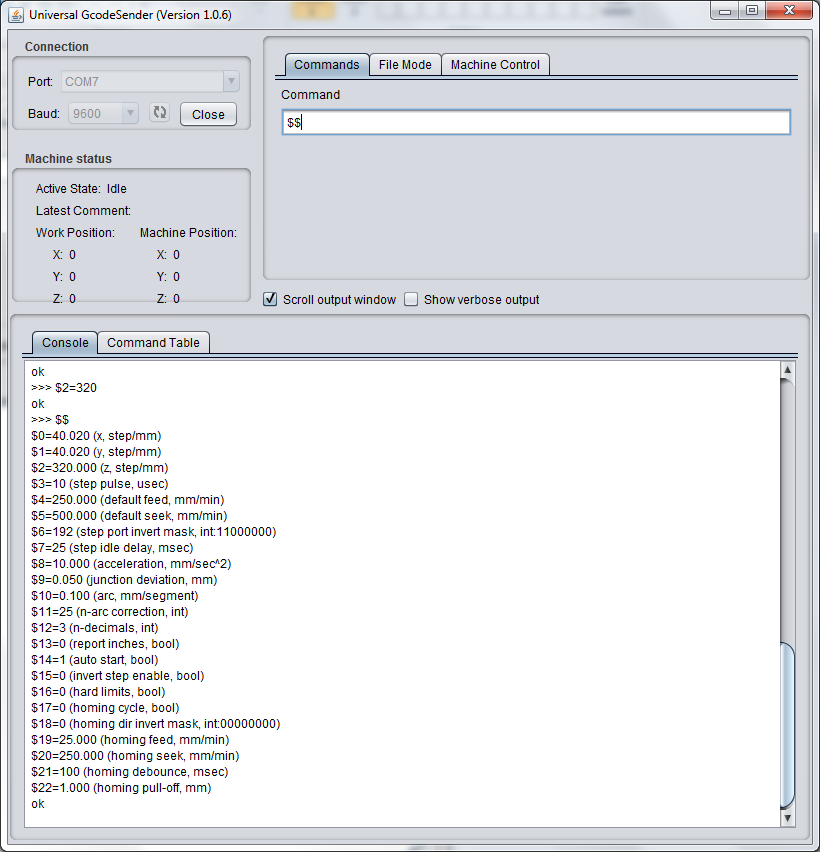 Universal GcodeSender (Version 1.0.6)
Connection
Port: COM7
Baud: 9600 Close
Machine status
Active State: Idle
Latest Comment:
Work Position: Machine Position:
X: 0 X: 0
Y: 0 Y: 0
Z: 0 Z: 0
Commands File Mode Machine Control
Command
$$
Scroll output window Show verbose output
Console Command Table
ok
>>> $2=320
ok
>>> $$
$0=40.020 (x, step/mm)
$1=40.020 (y, step/mm)
$2=320.000 (z, step/mm)
$3=10 (step pulse, usec)
$4=250.000 (default feed, mm/min)
$5=500.000 (default seek, mm/min)
$6=192 (step port invert mask, int:11000000)
$7=25 (step idle delay, msec)
$8=10.000 (acceleration, mm/sec^2)
$9=0.050 (junction deviation, mm)
$10=0.100 (arc, mm/segment)
$11=25 (n-arc correction, int)
$12=3 (n-decimals, int)
$13=0 (report inches, bool)
$14=1 (auto start, bool)
$15=0 (invert step enable, bool)
$16=0 (hard limits, bool)
$17=0 (homing cycle, bool)
$18=0 (homing dir invert mask, int:00000000)
$19=25.000 (homing feed, mm/min)
$20=250.000 (homing seek, mm/min)
$21=100 (homing debounce, msec)
$22=1.000 (homing pull-off, mm)
ok